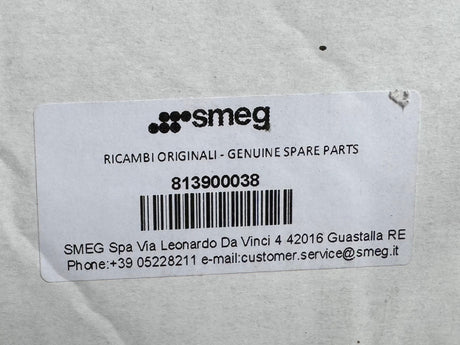 smeg
RICAMBI ORIGINALI - GENUINE SPARE PARTS
813900038
SMEG Spa Via Leonardo Da Vinci 4 42016 Guastalla RE
Phone:+39 05228211 e-mail:customer.service@smeg.it